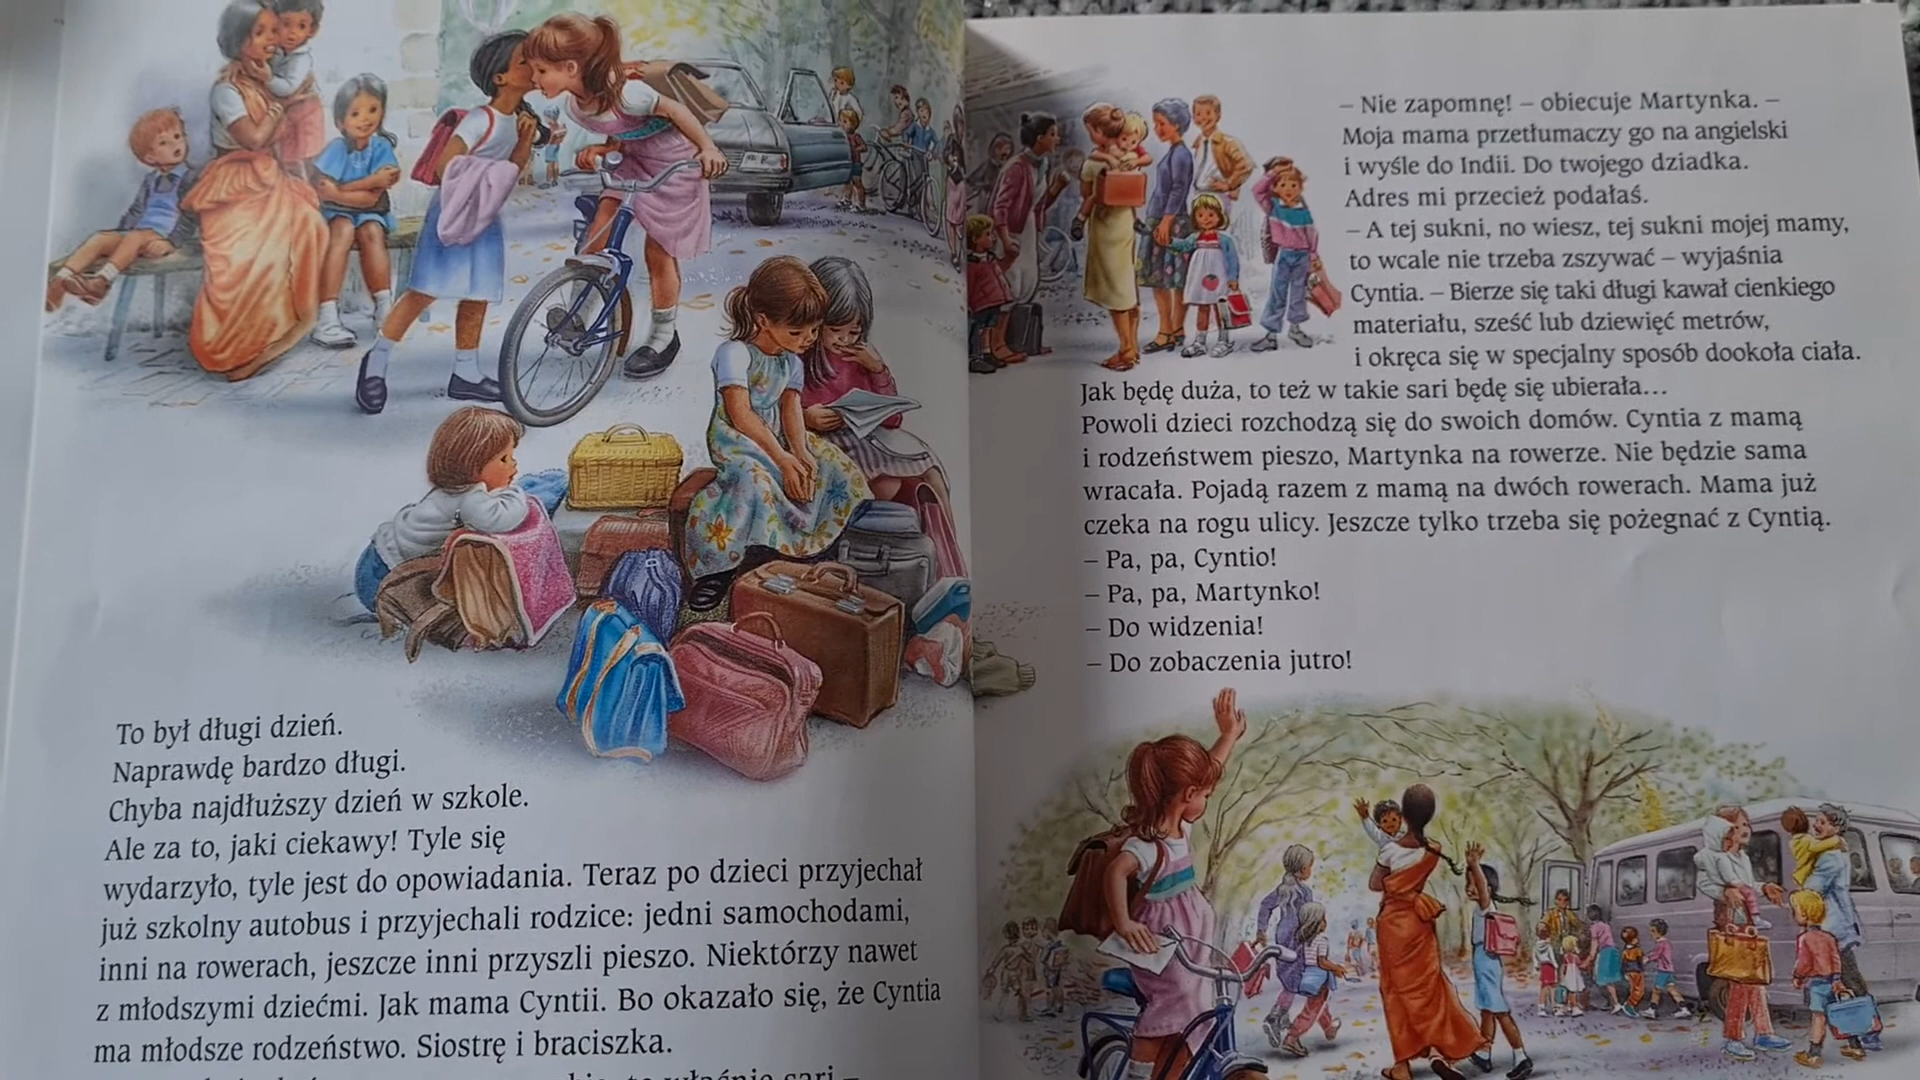 To był długi dzień.
Naprawdę bardzo długi.
Chyba najdłuższy dzień w szkole.
Ale za to, jaki ciekawy! Tyle się
wydarzyło, tyle jest do opowiadania. Teraz po dzieci przyjechał
już szkolny autobus i przyjechali rodzice: jedni samochodami,
inni na rowerach, jeszcze inni przyszli pieszo. Niektórzy nawet
z młodszymi dziećmi. Jak mama Cyntii. Bo okazało się, że Cyntia
ma młodsze rodzeństwo. Siostrę i braciszka.
to właśnie sari –
– Nie zapomnę! – obiecuje Martynka. –
Moja mama przetłumaczy go na angielski
i wyśle do Indii. Do twojego dziadka.
Adres mi przecież podałaś.
– A tej sukni, no wiesz, tej sukni mojej mamy,
to wcale nie trzeba zszywać – wyjaśnia
Cyntia. – Bierze się taki długi kawał cienkiego
materiału, sześć lub dziewięć metrów,
i okręca się w specjalny sposób dookoła ciała.
Jak będę duża, to też w takie sari będę się ubierała...
Powoli dzieci rozchodzą się do swoich domów. Cyntia z mamą
i rodzeństwem pieszo, Martynka na rowerze. Nie będzie sama
wracała. Pojadą razem z mamą na dwóch rowerach. Mama już
czeka na rogu ulicy. Jeszcze tylko trzeba się pożegnać z Cyntią.
– Pa, pa, Cyntio!
– Pa, pa, Martynko!
– Do widzenia!
– Do zobaczenia jutro!